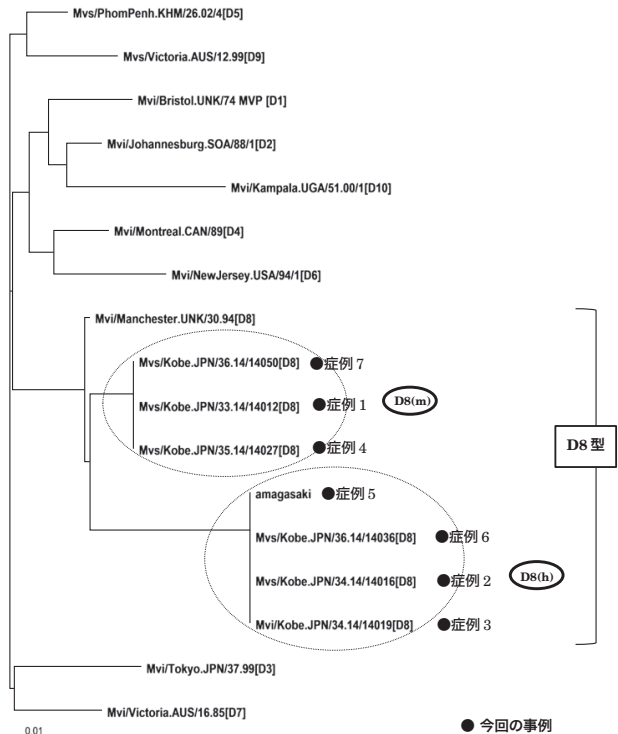 Mvs/PhomPenh.KHM/26.02/4[D5]
Mvs/Victoria.AUS/12.99[D9]
Mvi/Bristol.UNK/74 MVP [D1]
Mvi/Johannesburg.SOA/88/1[D2]
Mvi/Kampala.UGA/51.00/1[D10]
Mvi/Montreal.CAN/89[D4]
Mvi/NewJersey.USA/94/1[D6]
Mvi/Manchester.UNK/30.94[D8]
Mvs/Kobe.JPN/36.14/14050[D8] ●症例 7
Mvs/Kobe.JPN/33.14/14012[D8] ●症例 1 D8(m)
Mvs/Kobe.JPN/35.14/14027[D8] ●症例 4
D8 型
amagasaki ●症例 5
Mvs/Kobe.JPN/36.14/14036[D8] ●症例 6
Mvs/Kobe.JPN/34.14/14016[D8] ●症例 2 D8(h)
Mvi/Kobe.JPN/34.14/14019[D8] ●症例 3
Mvi/Tokyo.JPN/37.99[D3]
Mvi/Victoria.AUS/16.85[D7]
0.01
● 今回の事例